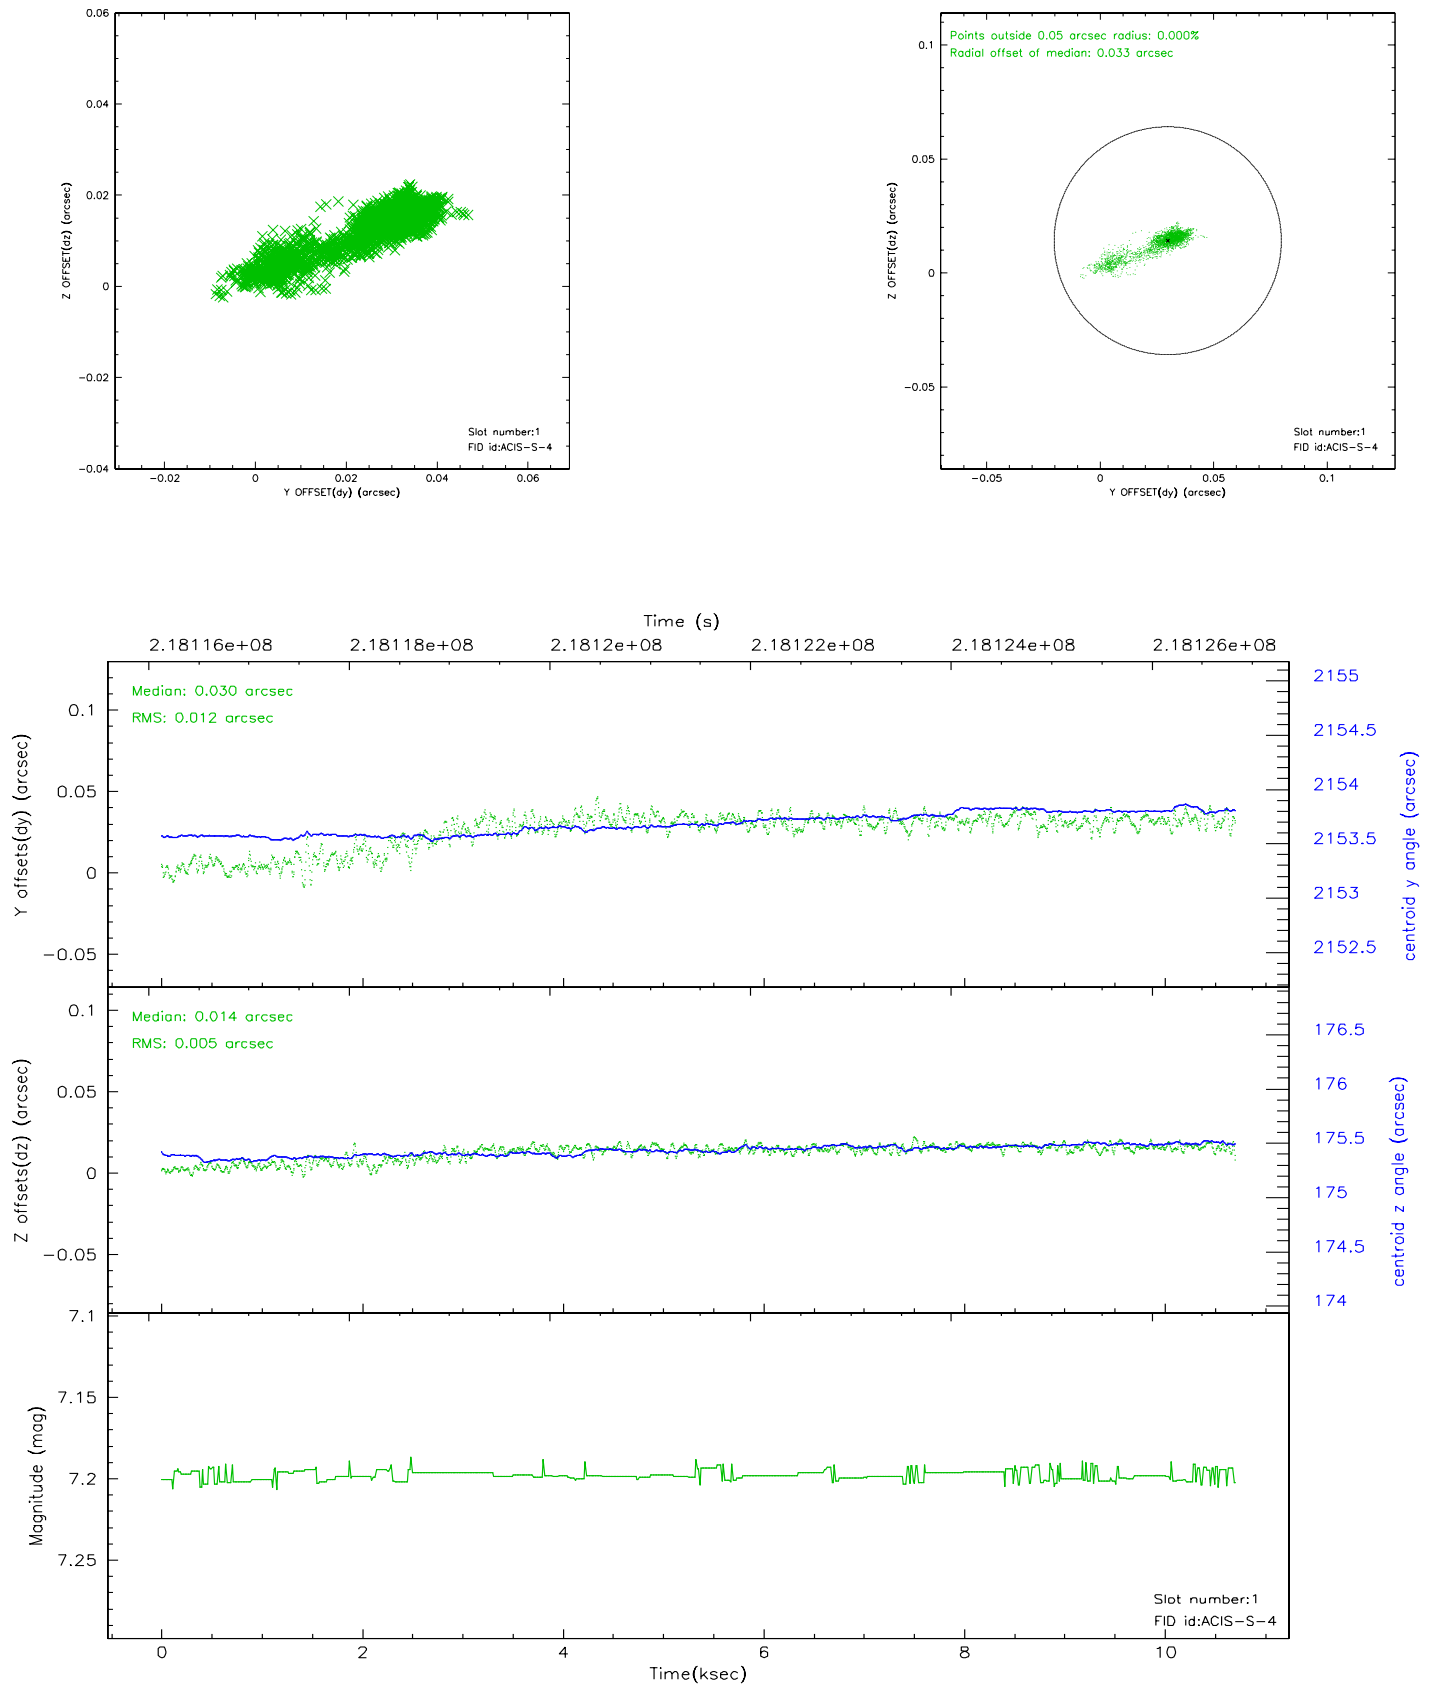 0.06
0.04
0.02
0
−0.02
−0.04
Z OFFSET(dz) (arcsec)
Slot number:1
FID id:ACIS−S−4
−0.02
0
0.02
0.04
0.06
Y OFFSET(dy) (arcsec)
Points outside 0.05 arcsec radius: 0.000%
Radial offset of median: 0.033 arcsec
0.1
0.05
0
−0.05
Z OFFSET(dz) (arcsec)
Slot number:1
FID id:ACIS−S−4
−0.05
0
0.05
0.1
Y OFFSET(dy) (arcsec)
Time (s)
2.18116e+08
2.18118e+08
2.1812e+08
2.18122e+08
2.18124e+08
2.18126e+08
Median: 0.030 arcsec
RMS: 0.012 arcsec
0.1
0.05
0
−0.05
Y offsets(dy) (arcsec)
2155
2154.5
2154
2153.5
2153
2152.5
centroid y angle (arcsec)
Median: 0.014 arcsec
RMS: 0.005 arcsec
0.1
0.05
0
−0.05
Z offsets(dz) (arcsec)
176.5
176
175.5
175
174.5
174
centroid z angle (arcsec)
7.1
7.15
7.2
7.25
Magnitude (mag)
Slot number:1
FID id:ACIS−S−4
0
2
4
6
8
10
Time(ksec)